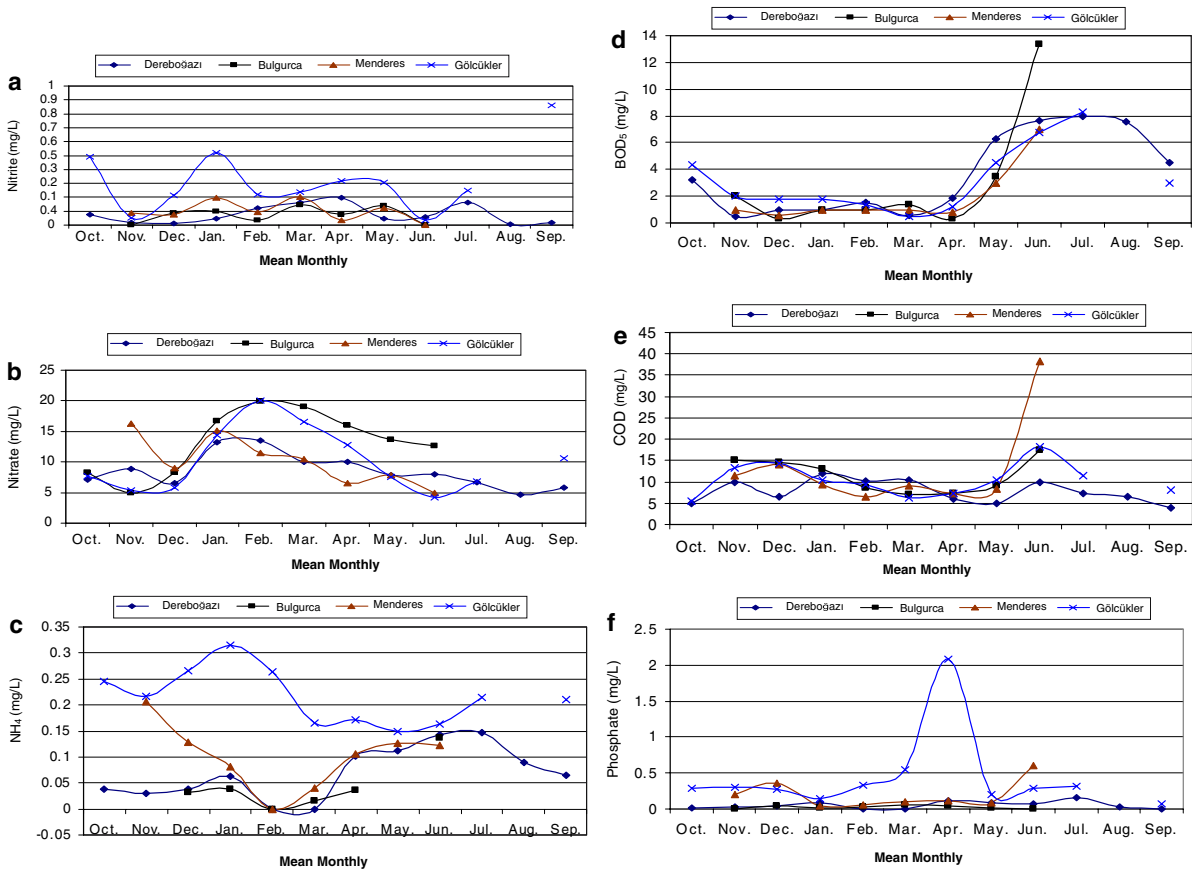 a
Dereboğazı Bulgurca Menderes Gölcükler
Nitrite (mg/L)
1
0.9
0.8
0.7
0.6
0.5
0.4
0.1
0.4
0
Oct. Nov. Dec. Jan. Feb. Mar. Apr. May. Jun. Jul. Aug. Sep.
Mean Monthly
b
Dereboğazı Bulgurca Menderes Gölcükler
Nitrate (mg/L)
25
20
15
10
5
0
Oct. Nov. Dec. Jan. Feb. Mar. Apr. May. Jun. Jul. Aug. Sep.
Mean Monthly
c
Dereboğazı Bulgurca Menderes Gölcükler
NH₄ (mg/L)
0.35
0.3
0.25
0.2
0.15
0.1
0.05
0
-0.05
Oct. Nov. Dec. Jan. Feb. Mar. Apr. May. Jun. Jul. Aug. Sep.
Mean Monthly
d
Dereboğazı Bulgurca Menderes Gölcükler
BOD₅ (mg/L)
14
12
10
8
6
4
2
0
Oct. Nov. Dec. Jan. Feb. Mar. Apr. May. Jun. Jul. Aug. Sep.
Mean Monthly
e
Dereboğazı Bulgurca Menderes Gölcükler
COD (mg/L)
45
40
35
30
25
20
15
10
5
0
Oct. Nov. Dec. Jan. Feb. Mar. Apr. May. Jun. Jul. Aug. Sep.
Mean Monthly
f
Dereboğazı Bulgurca Menderes Gölcükler
Phosphate (mg/L)
2.5
2
1.5
1
0.5
0
Oct. Nov. Dec. Jan. Feb. Mar. Apr. May. Jun. Jul. Aug. Sep.
Mean Monthly